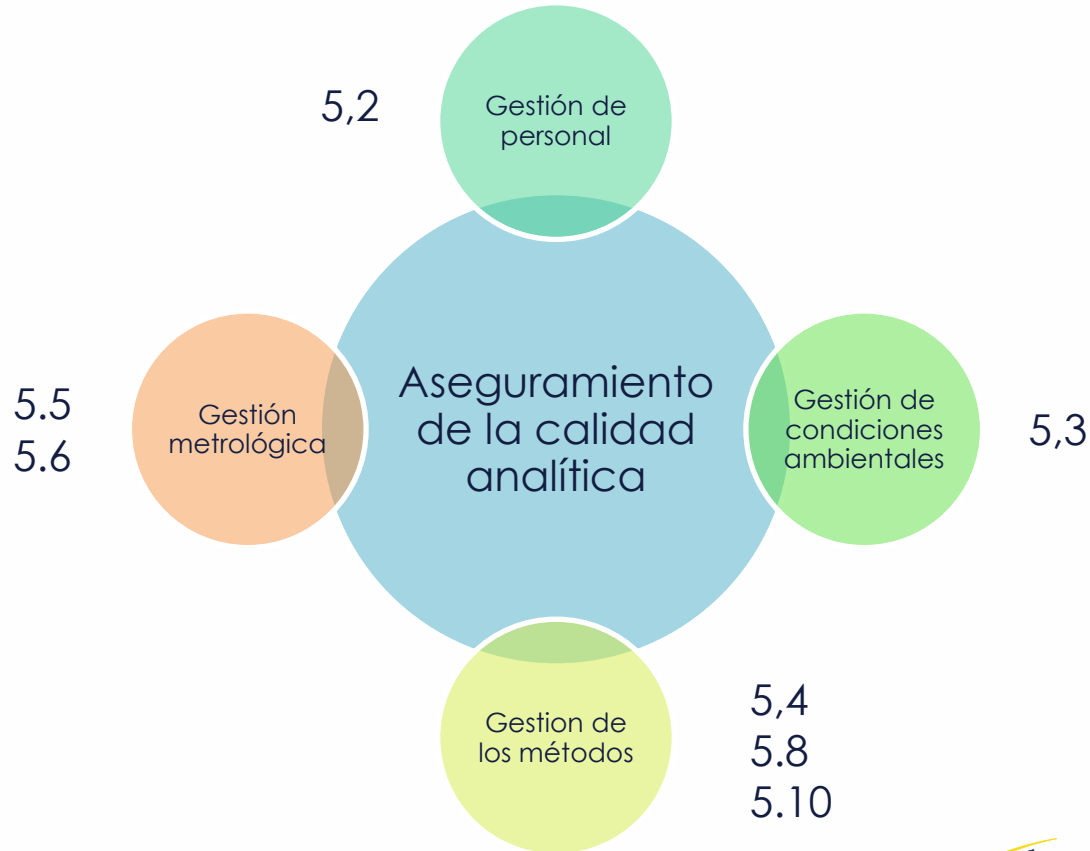 5,2
Gestión de
personal
5.5
5.6
Gestión
metrológica
Aseguramiento
de la calidad
analítica
Gestión de
condiciones
ambientales
5,3
Gestion de
los métodos
5,4
5.8
5.10